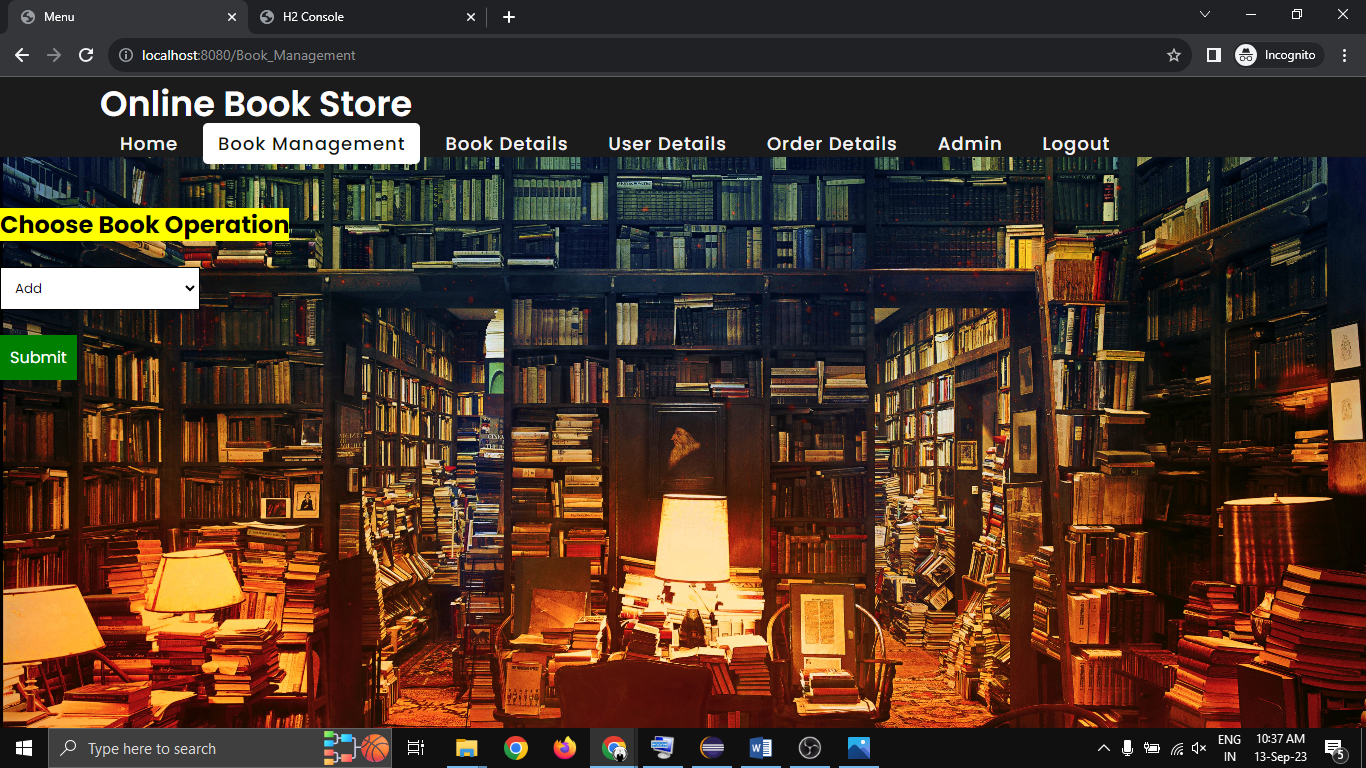 Menu
H2 Console
localhost:8080/Book_Management
Incognito
Online Book Store
Home Book Management Book Details User Details Order Details Admin Logout
Choose Book Operation
Add
Submit
Type here to search
ENG
IN
10:37 AM
13-Sep-23
5